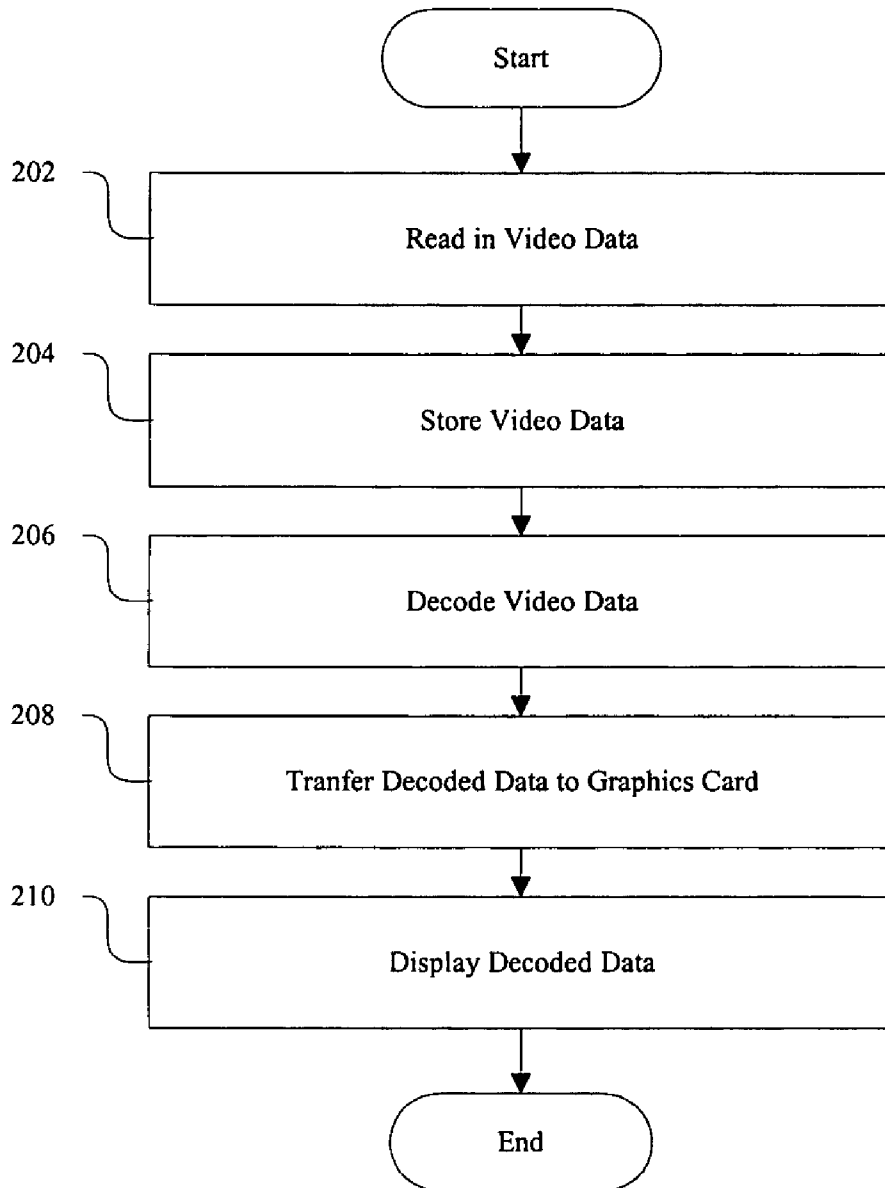 Start
202
Read in Video Data
204
Store Video Data
206
Decode Video Data
208
Tranfer Decoded Data to Graphics Card
210
Display Decoded Data
End